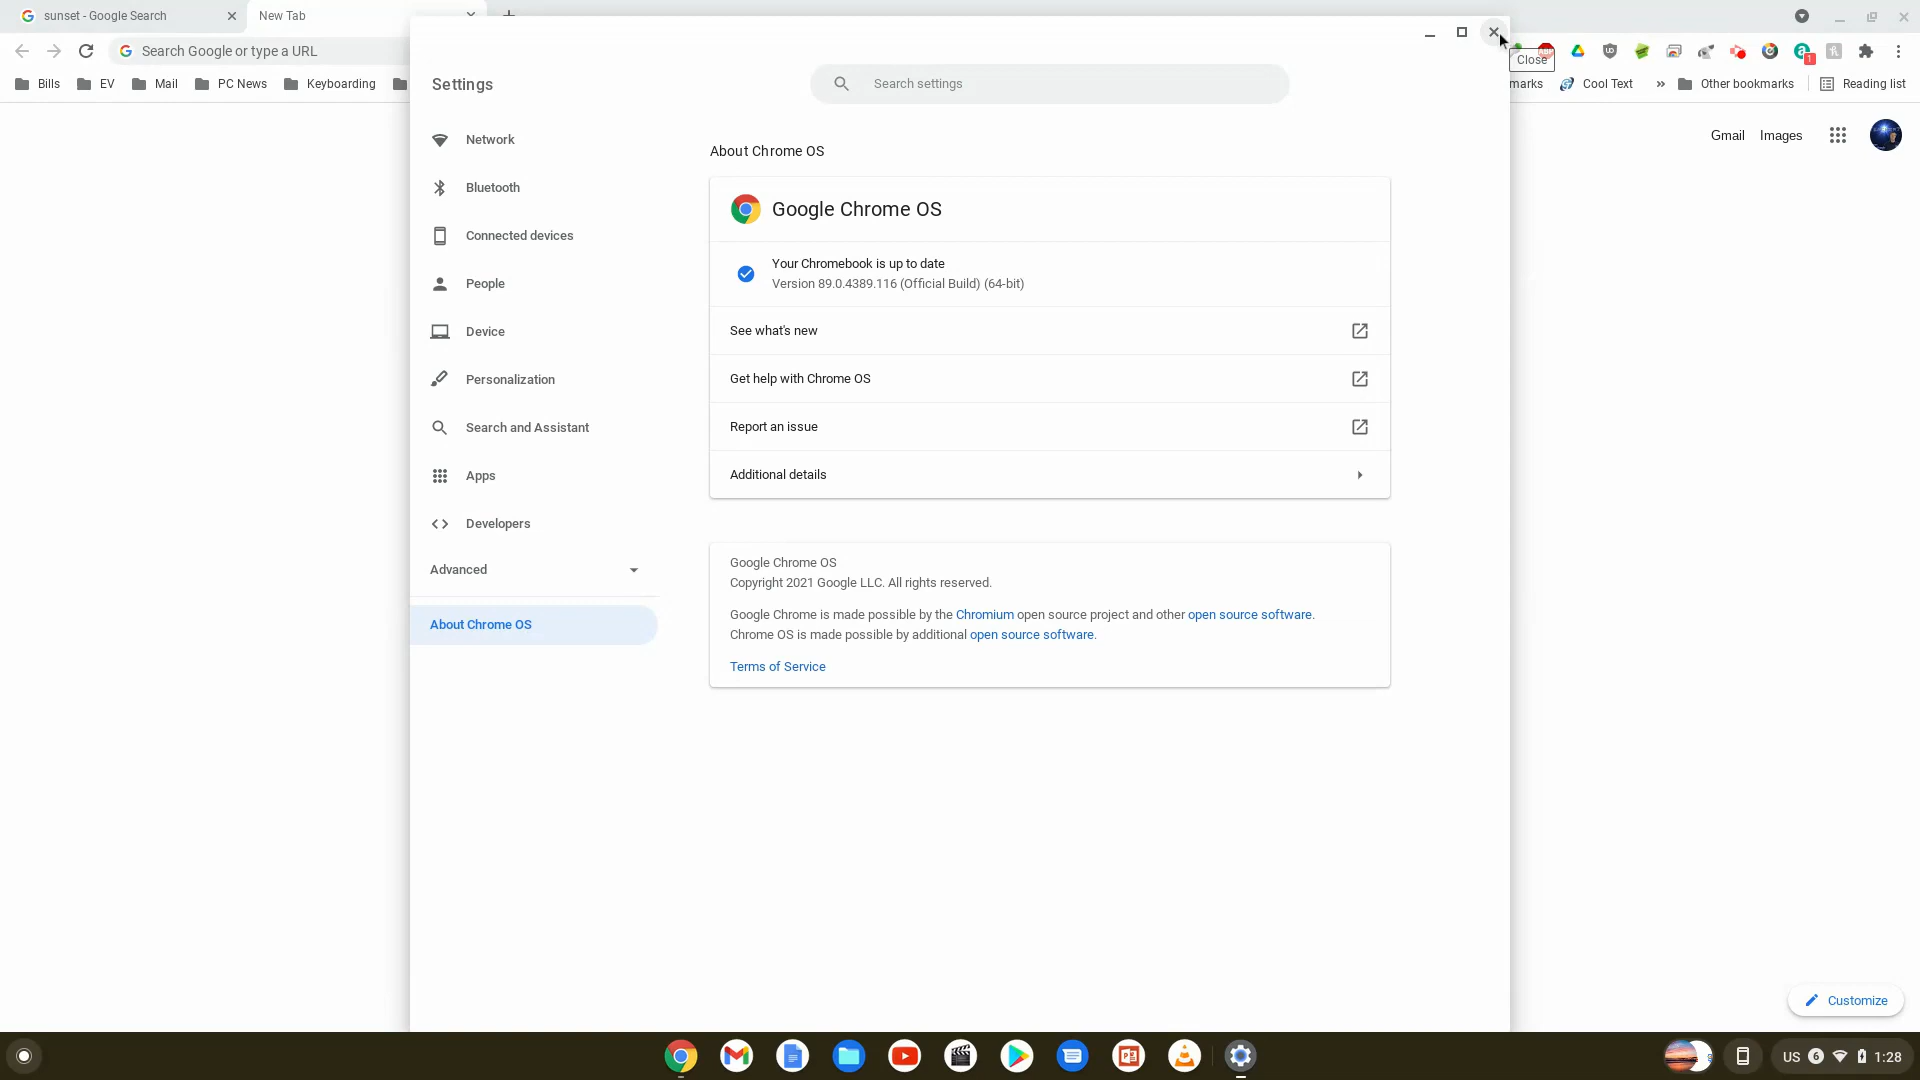 sunset - Google Search
New Tab
Search Google or type a URL
Close
Bills
EV
Mail
PC News
Keyboarding
marks
Cool Text
»
Other bookmarks
Reading list
Gmail
Images
Settings
Search settings
Network
Bluetooth
Connected devices
People
Device
Personalization
Search and Assistant
Apps
Developers
Advanced
About Chrome OS
About Chrome OS
Google Chrome OS
Your Chromebook is up to date
Version 89.0.4389.116 (Official Build) (64-bit)
See what's new
Get help with Chrome OS
Report an issue
Additional details
Google Chrome OS
Copyright 2021 Google LLC. All rights reserved.
Google Chrome is made possible by the Chromium open source project and other open source software.
Chrome OS is made possible by additional open source software.
Terms of Service
Customize
US 6 1:28